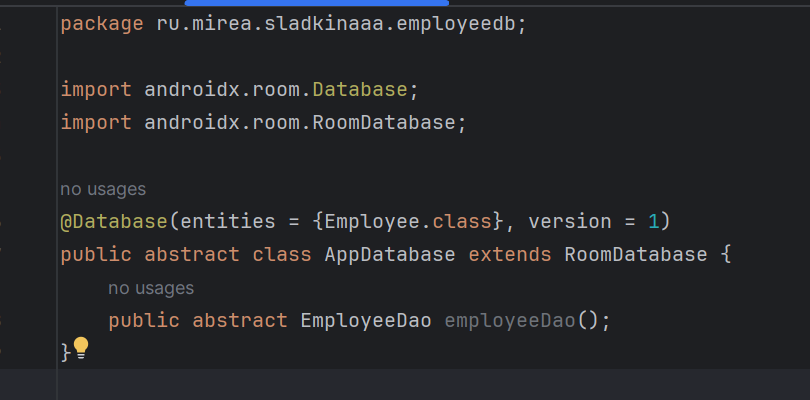 package ru.mirea.sladkinaaa.employeedb;
import androidx.room.Database;
import androidx.room.RoomDatabase;
no usages
@Database(entities = {Employee.class}, version = 1)
public abstract class AppDatabase extends RoomDatabase {
no usages
public abstract EmployeeDao employeeDao();
}